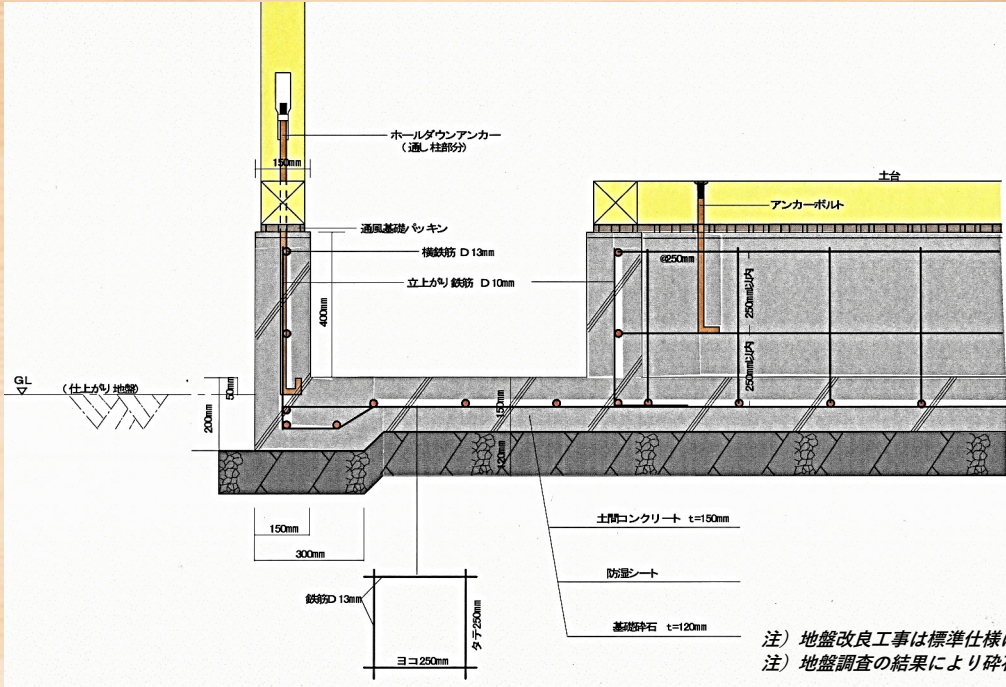 ホールダウンアンカー
(通し柱部分)
150mm
土台
アンカーボルト
通風基礎パッキン
横鉄筋 D13mm
@250mm
立上がり鉄筋 D10mm
250mm以内
400mm
GL
(仕上がり地盤)
50mm
250mm以内
200mm
150mm
120mm
150mm
300mm
土間コンクリート t=150mm
防湿シート
基礎砕石 t=120mm
鉄筋D13mm
タテ250mm
ヨコ250mm
注）地盤改良工事は標準仕様
注）地盤調査の結果により砕